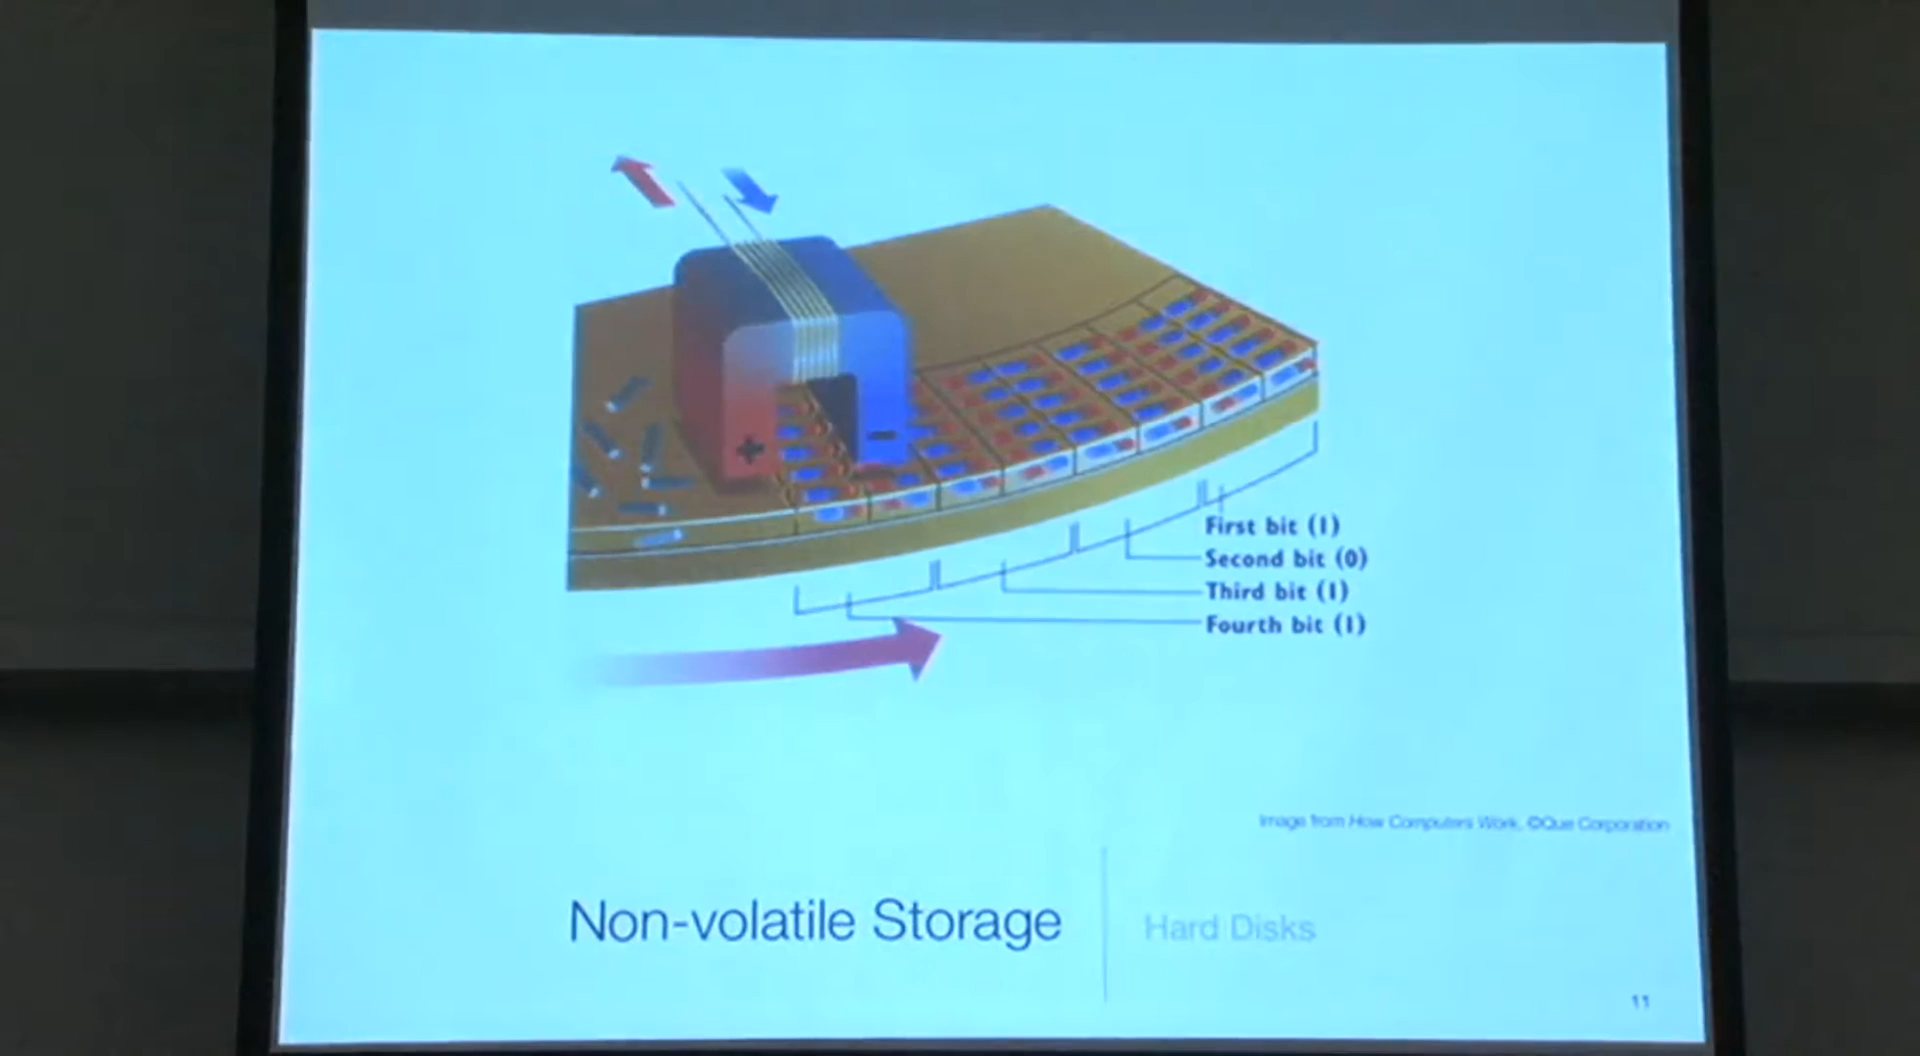 +
−
First bit (1)
Second bit (0)
Third bit (1)
Fourth bit (1)
Image from How Computers Work, ©Que Corporation
Non-volatile Storage
Hard Disks
11